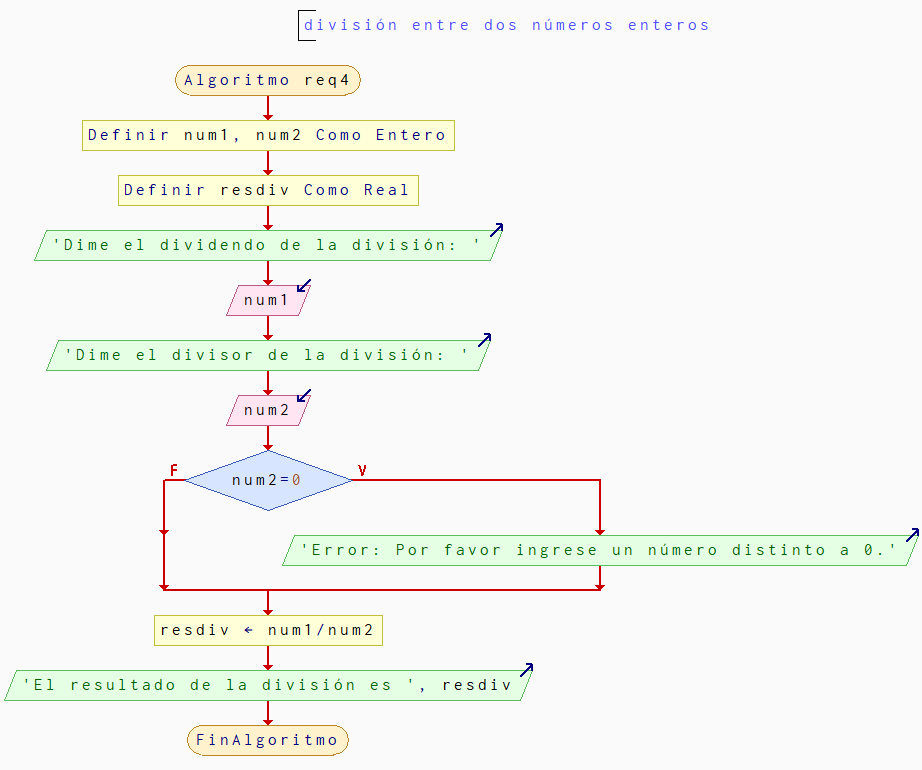 división entre dos números enteros
Algoritmo req4
Definir num1, num2 Como Entero
Definir resdiv Como Real
'Dime el dividendo de la división: '
num1
'Dime el divisor de la división: '
num2
F
V
num2=0
'Error: Por favor ingrese un número distinto a 0.'
resdiv ← num1/num2
'El resultado de la división es ', resdiv
FinAlgoritmo